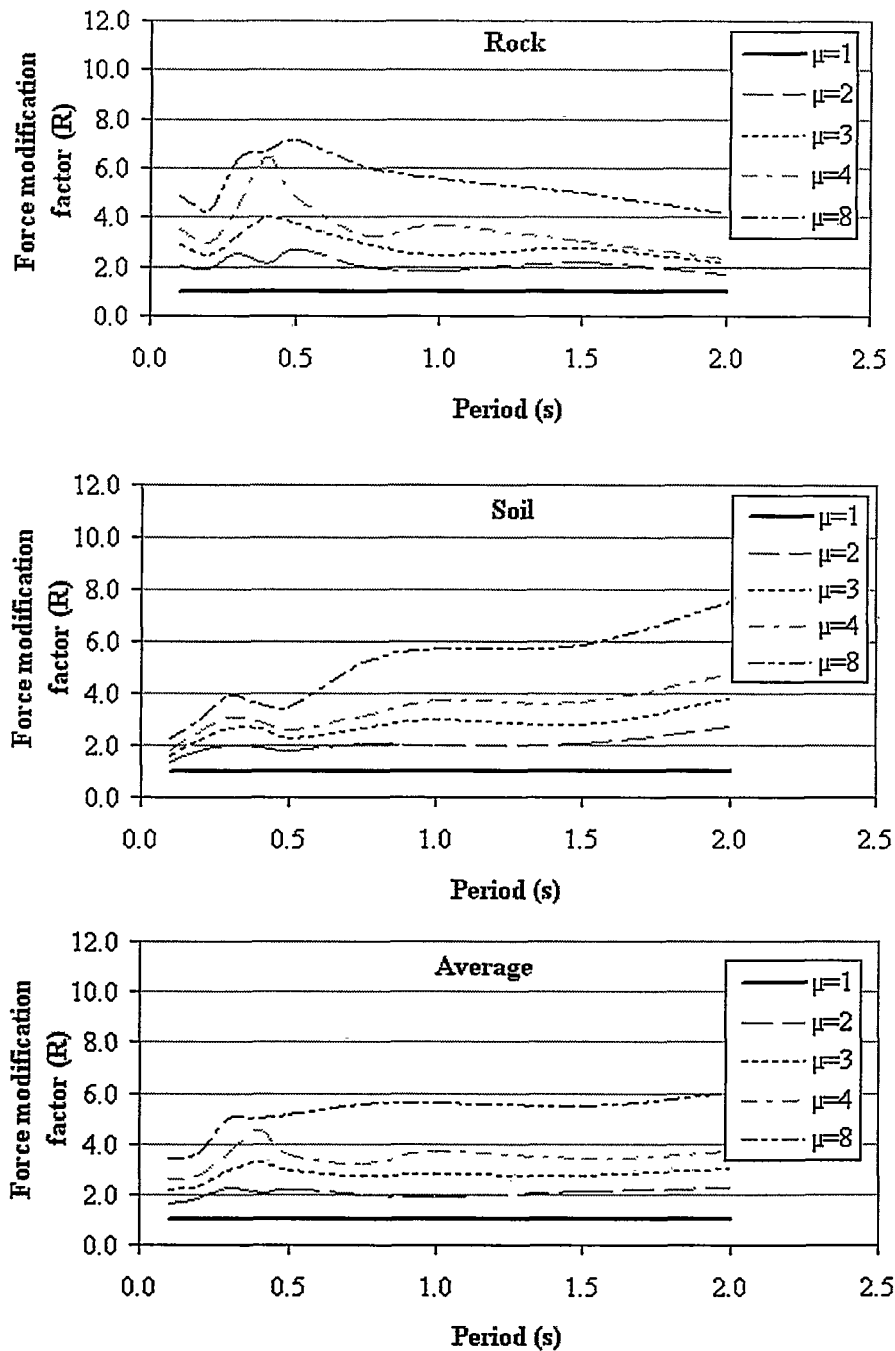 Rock
Force modification
factor (R)
12.0
10.0
8.0
6.0
4.0
2.0
0.0
0.0 0.5 1.0 1.5 2.0 2.5
Period (s)
μ=1
μ=2
μ=3
μ=4
μ=8
Soil
Force modification
factor (R)
12.0
10.0
8.0
6.0
4.0
2.0
0.0
0.0 0.5 1.0 1.5 2.0 2.5
Period (s)
μ=1
μ=2
μ=3
μ=4
μ=8
Average
Force modification
factor (R)
12.0
10.0
8.0
6.0
4.0
2.0
0.0
0.0 0.5 1.0 1.5 2.0 2.5
Period (s)
μ=1
μ=2
μ=3
μ=4
μ=8